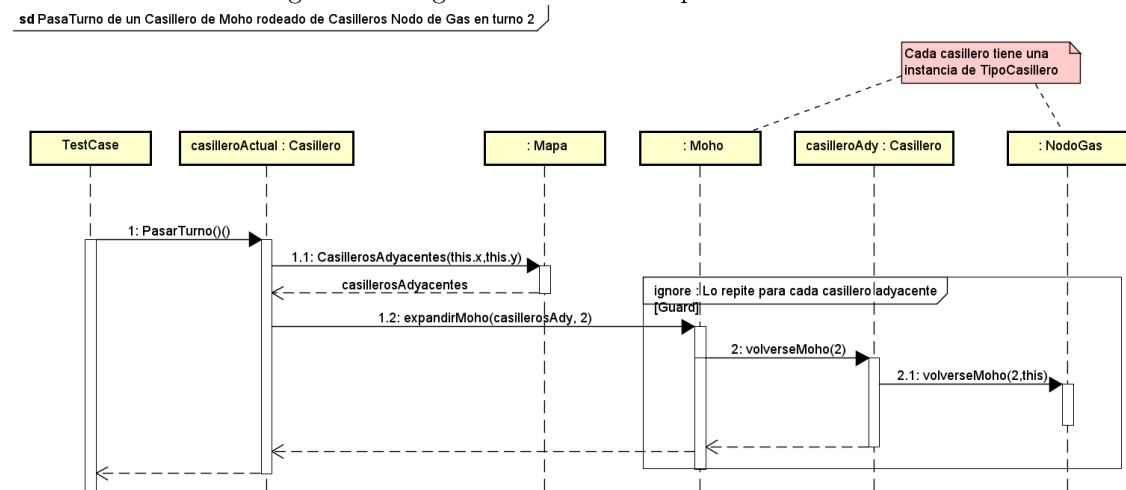 sd PasaTurno de un Casillero de Moho rodeado de Casilleros Nodo de Gas en turno 2
Cada casillero tiene una
instancia de TipoCasillero
TestCase
casilleroActual : Casillero
: Mapa
: Moho
casilleroAdy : Casillero
: NodoGas
1: PasarTurno()()
1.1: CasillerosAdyacentes(this.x,this.y)
casillerosAdyacentes
ignore : Lo repite para cada casillero adyacente
[Guard]
1.2: expandirMoho(casillerosAdy, 2)
2: volverseMoho(2)
2.1: volverseMoho(2,this)